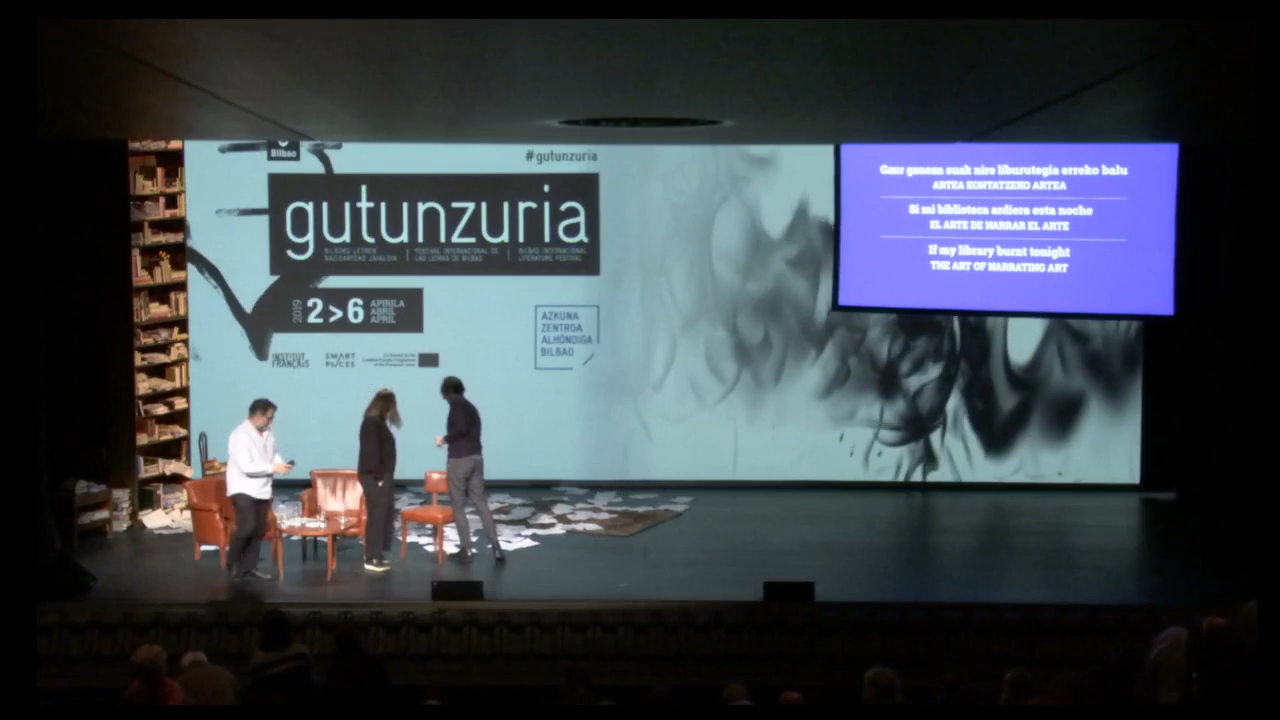 Bilbao
#gutunzuria
gutunzuria
BILBOKO LETREN
NAZIOARTEKO JAIALDIA
FESTIVAL INTERNACIONAL DE
LAS LETRAS DE BILBAO
BILBAO INTERNATIONAL
LITERATURE FESTIVAL
2019
2>6
APIRILA
ABRIL
APRIL
INSTITUT
FRANÇAIS
SMART
PLACES
AZKUNA
ZENTROA
ALHÓNDIGA
BILBAO
Gaur gauean suak nire liburutegia erreko balu
ARTEA KONTATZEKO ARTEA
Si mi biblioteca ardiera esta noche
EL ARTE DE NARRAR EL ARTE
If my library burnt tonight
THE ART OF NARRATING ART